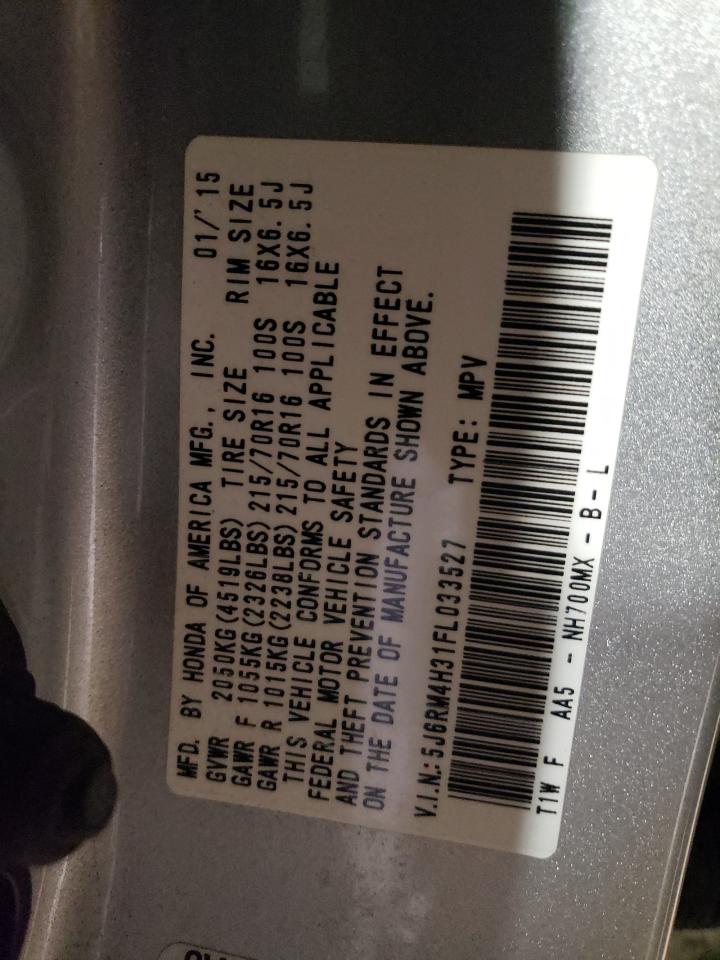 MFD. BY HONDA OF AMERICA MFG., INC. 01/'15
GVWR 2050KG(4519LBS) TIRE SIZE RIM SIZE
GAWR F 1055KG(2326LBS) 215/70R16 100S 16X6.5J
GAWR R 1015KG(2238LBS) 215/70R16 100S 16X6.5J
THIS VEHICLE CONFORMS TO ALL APPLICABLE
FEDERAL MOTOR VEHICLE SAFETY
AND THEFT PREVENTION STANDARDS IN EFFECT
ON THE DATE OF MANUFACTURE SHOWN ABOVE.
V.I.N.: 5J6RM4H31FL033527 TYPE: MPV
T1W F AA5 - NH700MX - B - L